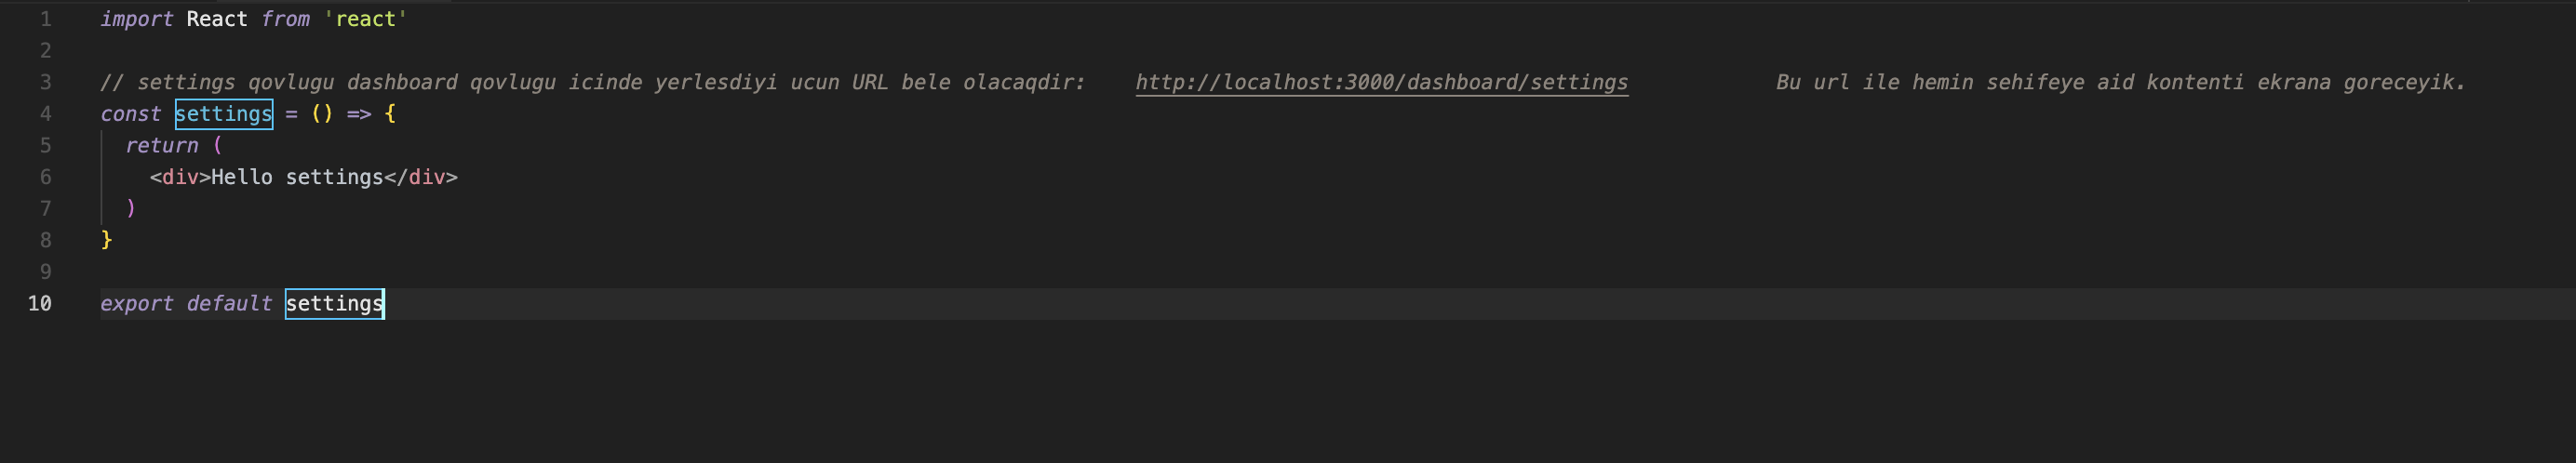 1 import React from 'react'
2
3 // settings qovlugu dashboard qovlugu icinde yerlesdiyi ucun URL bele olacaqdir: http://localhost:3000/dashboard/settings Bu url ile hemin sehifeye aid kontenti ekrana goreceyik.
4 const settings = () => {
5 return (
6 <div>Hello settings</div>
7 )
8 }
9
10 export default settings